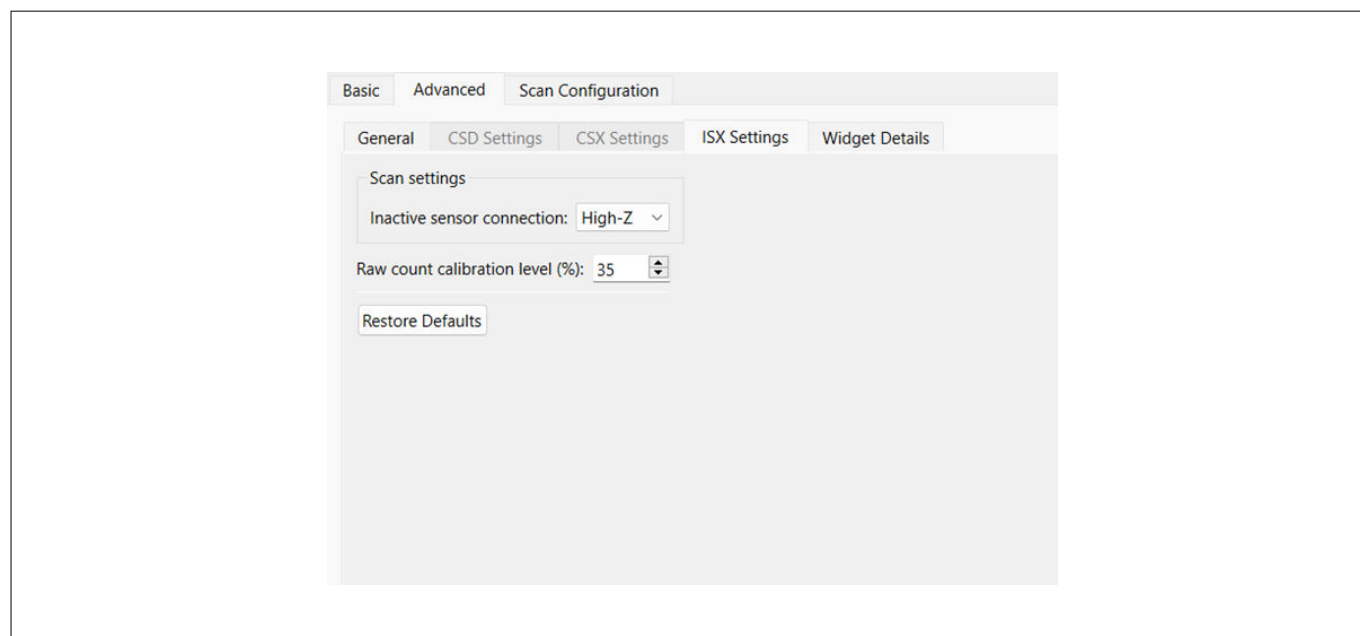 Basic Advanced Scan Configuration
General CSD Settings CSX Settings ISX Settings Widget Details
Scan settings
Inactive sensor connection: High-Z
Raw count calibration level (%): 35
Restore Defaults